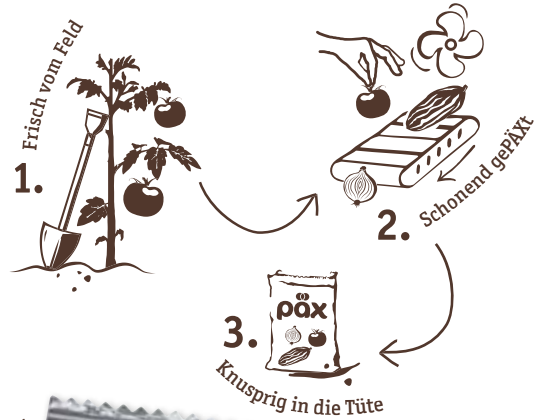 1. Frisch vom Feld
2. Schonend gePÄXt
päx
3. Knusprig in die Tüte